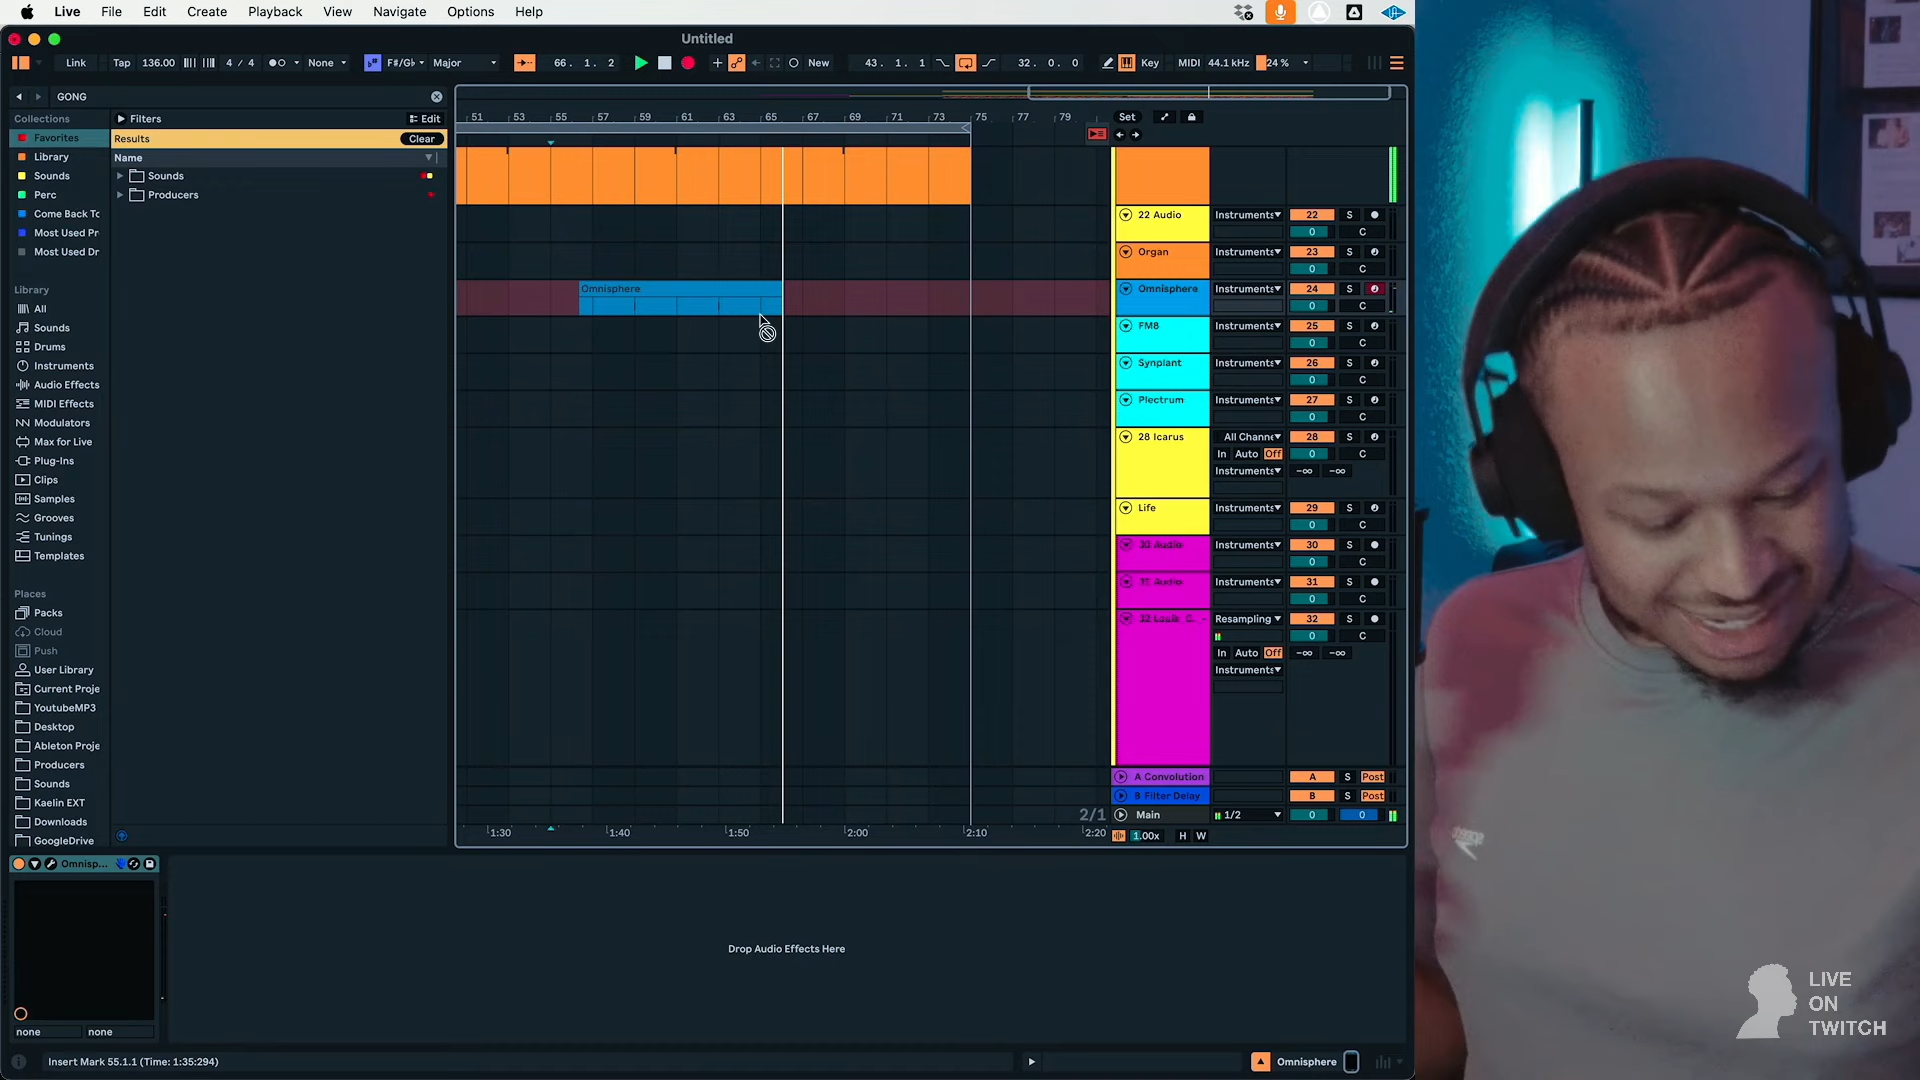 Live File Edit Create Playback View Navigate Options Help
Untitled
Link Tap 136.00 4 / 4 None F#/G♭ Major 66. 1. 2 New 43. 1. 1 32. 0. 0 Key MIDI 44.1 kHz 24 %
GONG
Collections
Favorites
Library
Sounds
Perc
Come Back Tc
Most Used Pr
Most Used Dr
Library
All
Sounds
Drums
Instruments
Audio Effects
MIDI Effects
Modulators
Max for Live
Plug-Ins
Clips
Samples
Grooves
Tunings
Templates
Places
Packs
Cloud
Push
User Library
Current Proje
YoutubeMP3
Desktop
Ableton Proje
Producers
Sounds
Kaelin EXT
Downloads
GoogleDrive
Filters Edit
Results Clear
Name
Sounds
Producers
51 53 55 57 59 61 63 65 67 69 71 73 75 77 79 Set
Omnisphere
22 Audio Instruments 22 S
0 C
Organ Instruments 23 S
0 C
Omnisphere Instruments 24 S
0 C
FM8 Instruments 25 S
0 C
Synplant Instruments 26 S
0 C
Plectrum Instruments 27 S
0 C
28 Icarus All Channe 28 S
In Auto Off 0 C
Instruments -∞ -∞
Life Instruments 29 S
0 C
30 Audio Instruments 30 S
0 C
31 Audio Instruments 31 S
0 C
32 Louis C. Resampling 32 S
0 C
In Auto Off -∞ -∞
Instruments
A Convolution A S Post
B Filter Delay B S Post
2/1 Main 1/2 0 0
1:30 1:40 1:50 2:00 2:10 2:20 1.00x H W
Omnisp...
none none
Drop Audio Effects Here
Insert Mark 55.1.1 (Time: 1:35:294) Omnisphere
LIVE
ON
TWITCH